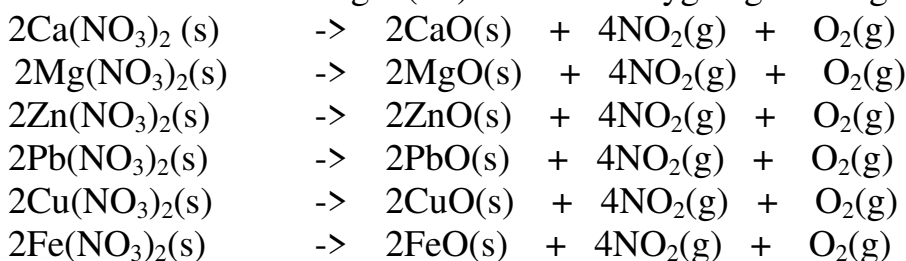 2Ca(NO₃)₂ (s) -> 2CaO(s) + 4NO₂(g) + O₂(g)
2Mg(NO₃)₂(s) -> 2MgO(s) + 4NO₂(g) + O₂(g)
2Zn(NO₃)₂(s) -> 2ZnO(s) + 4NO₂(g) + O₂(g)
2Pb(NO₃)₂(s) -> 2PbO(s) + 4NO₂(g) + O₂(g)
2Cu(NO₃)₂(s) -> 2CuO(s) + 4NO₂(g) + O₂(g)
2Fe(NO₃)₂(s) -> 2FeO(s) + 4NO₂(g) + O₂(g)